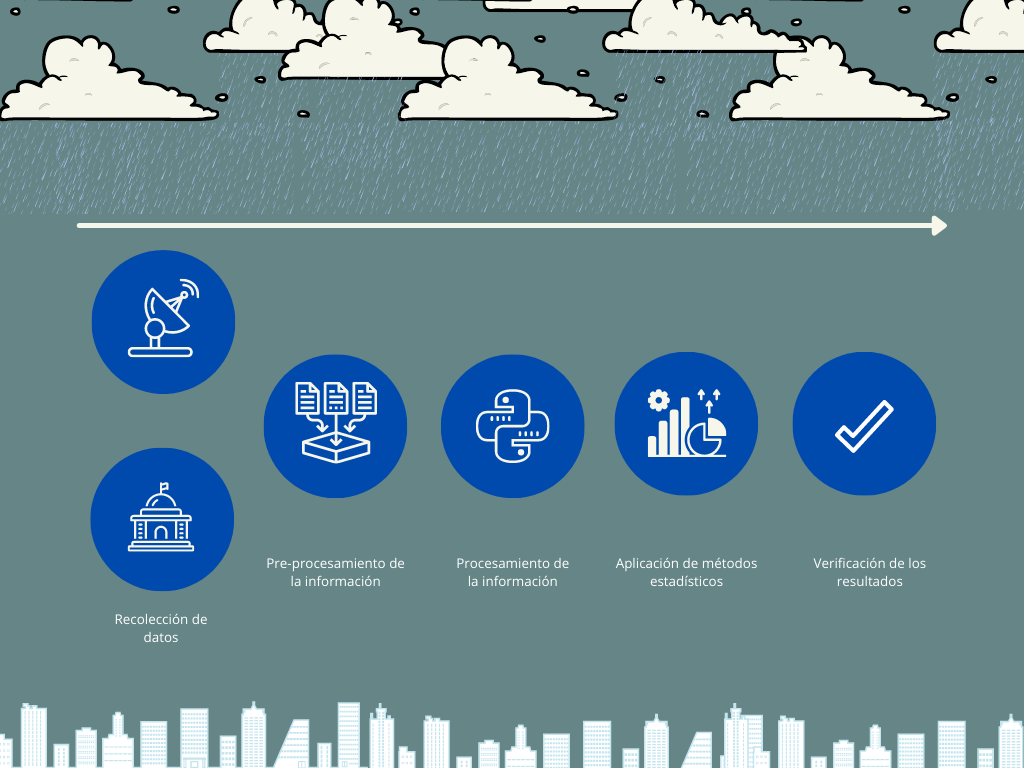 Pre-procesamiento de
la información
Procesamiento de
la información
Aplicación de métodos
estadísticos
Verificación de los
resultados
Recolección de
datos